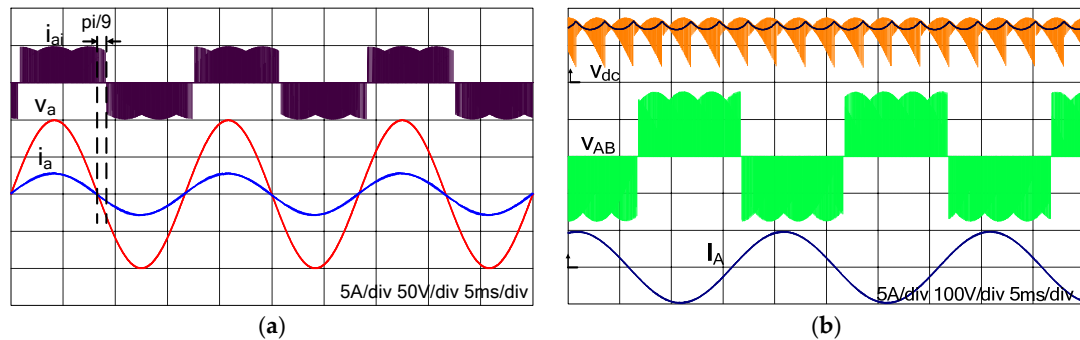 pi/9
i_ai
v_a
i_a
5A/div 50V/div 5ms/div
(a)
v_dc
v_AB
I_A
5A/div 100V/div 5ms/div
(b)